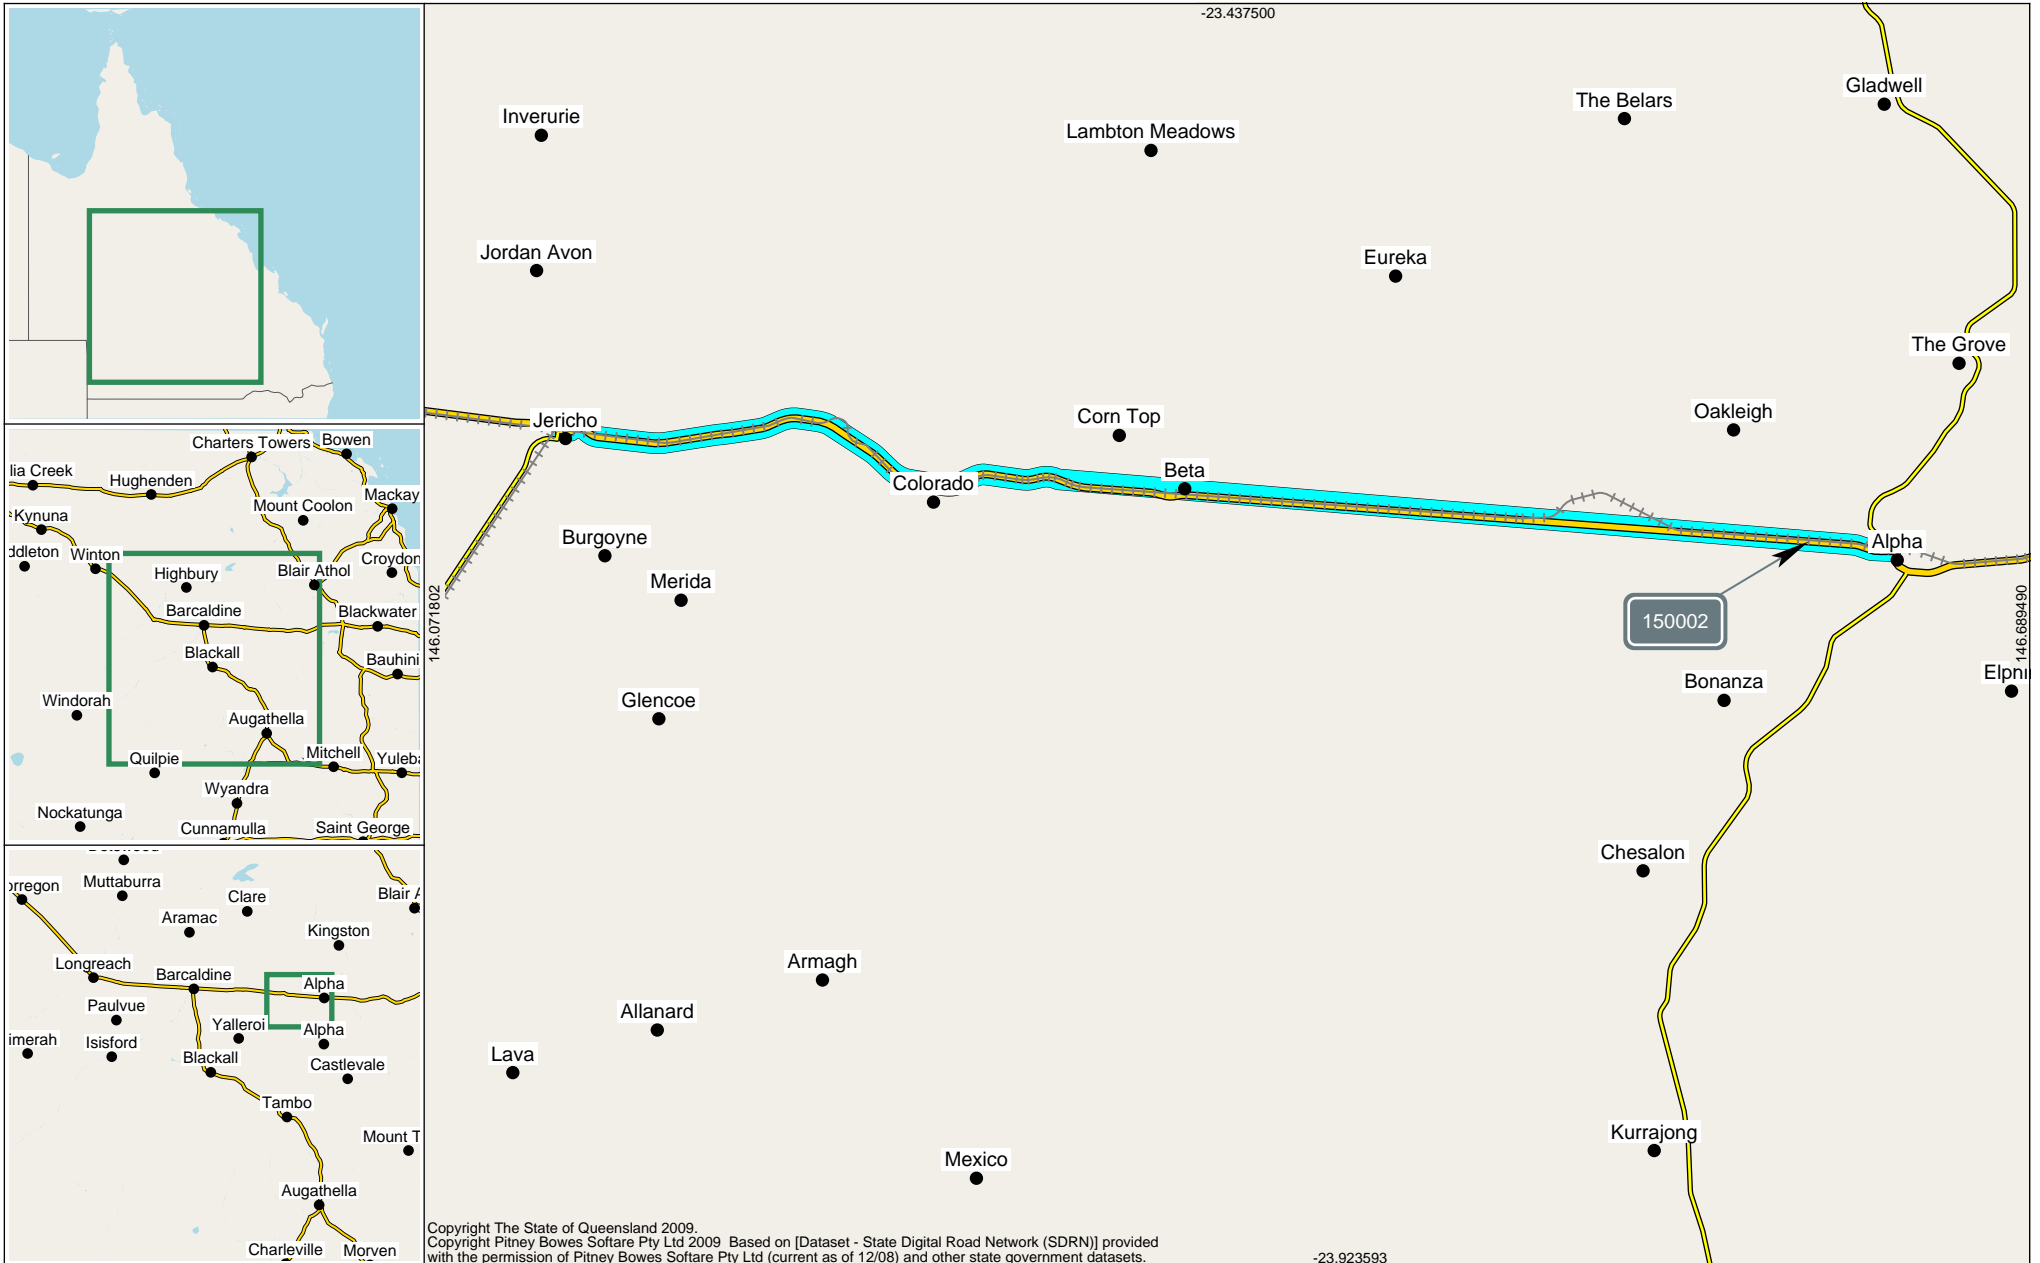 -23.437500
Gladwell
The Belars
Inverurie
Lambton Meadows
Jordan Avon
Eureka
The Grove
Jericho
Corn Top
Oakleigh
Beta
Colorado
Burgoyne
Alpha
Merida
146.071802
146.689490
150002
Bonanza
Glencoe
Chesalon
Armagh
Allanard
Lava
Kurrajong
Mexico
Copyright The State of Queensland 2009.
Copyright Pitney Bowes Softare Pty Ltd 2009 Based on [Dataset - State Digital Road Network (SDRN)] provided
with the permission of Pitney Bowes Softare Pty Ltd (current as of 12/08) and other state government datasets.
-23.923593
Charters Towers
Bowen
lia Creek
Hughenden
Mackay
Mount Coolon
Kynuna
ddleton
Winton
Croydon
Highbury
Blair Athol
Barcaldine
Blackwater
Blackall
Bauhini
Windorah
Augathella
Mitchell
Quilpie
Yuleba
Wyandra
Nockatunga
Cunnamulla
Saint George
Muttaburra
orregon
Clare
Blair A
Aramac
Kingston
Longreach
Barcaldine
Alpha
Paulvue
Yalleroi
Alpha
imerah
Isisford
Blackall
Castlevale
Tambo
Mount T
Augathella
Charleville
Morven